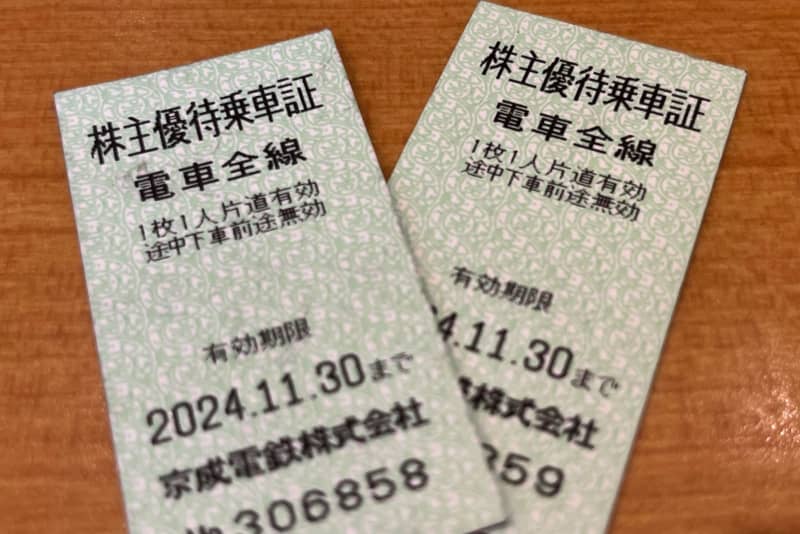 株主優待乗車証
電車全線
1枚1人片道有効
途中下車前途無効
有効期限
2024.11.30まで
京成電鉄株式会社
306858
株主優待乗車証
電車全線
1枚1人片道有効
途中下車前途無効
有効期限
4.11.30まで
株式会社
859